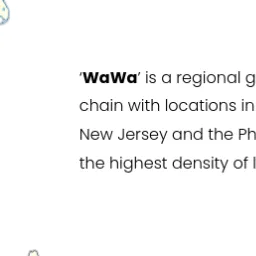 ‘WaWa’ is a regional g
chain with locations in
New Jersey and the Ph
the highest density of l